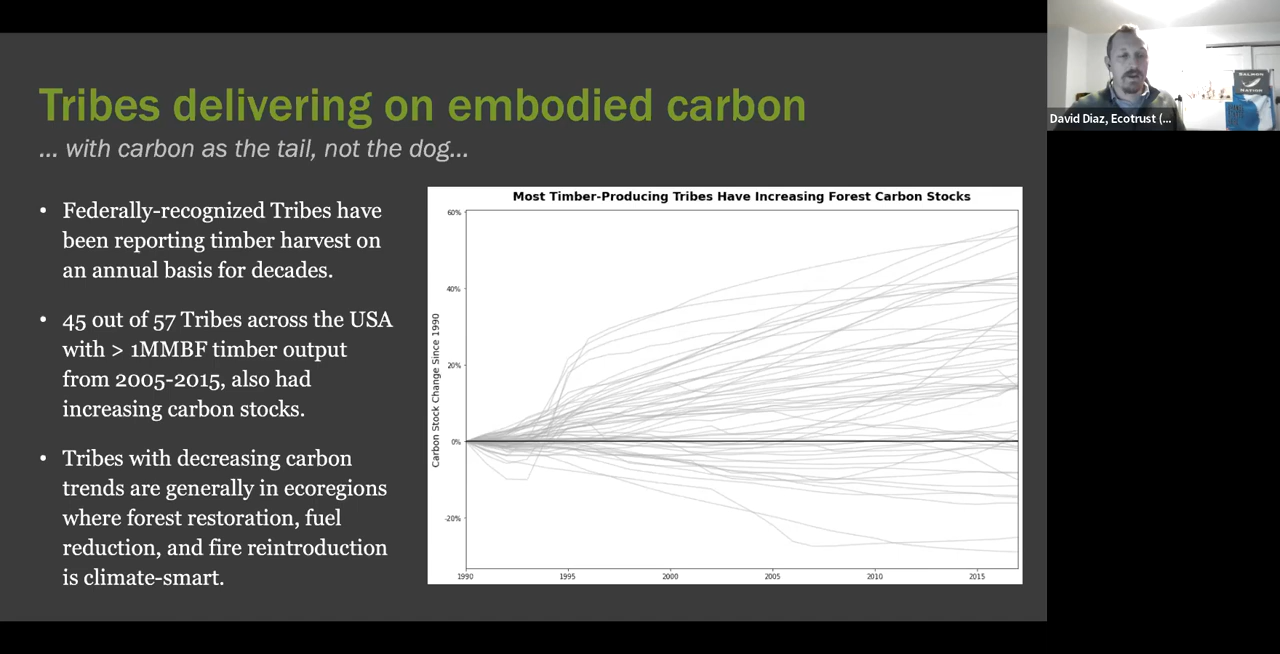 Tribes delivering on embodied carbon
... with carbon as the tail, not the dog...
• Federally-recognized Tribes have
been reporting timber harvest on
an annual basis for decades.
• 45 out of 57 Tribes across the USA
with > 1MMBF timber output
from 2005-2015, also had
increasing carbon stocks.
• Tribes with decreasing carbon
trends are generally in ecoregions
where forest restoration, fuel
reduction, and fire reintroduction
is climate-smart.
Most Timber-Producing Tribes Have Increasing Forest Carbon Stocks
Carbon Stock Change Since 1990
60%
40%
20%
0%
-20%
1990 1995 2000 2005 2010 2015
SALMON
NATION
David Diaz, Ecotrust (...